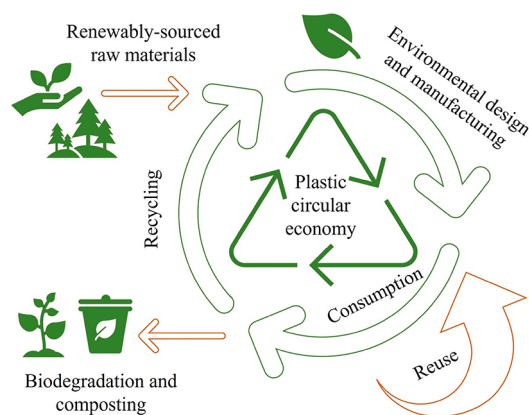 Renewably-sourced
raw materials
Environmental design
and manufacturing
Recycling
Plastic
circular
economy
Consumption
Reuse
Biodegradation and
composting